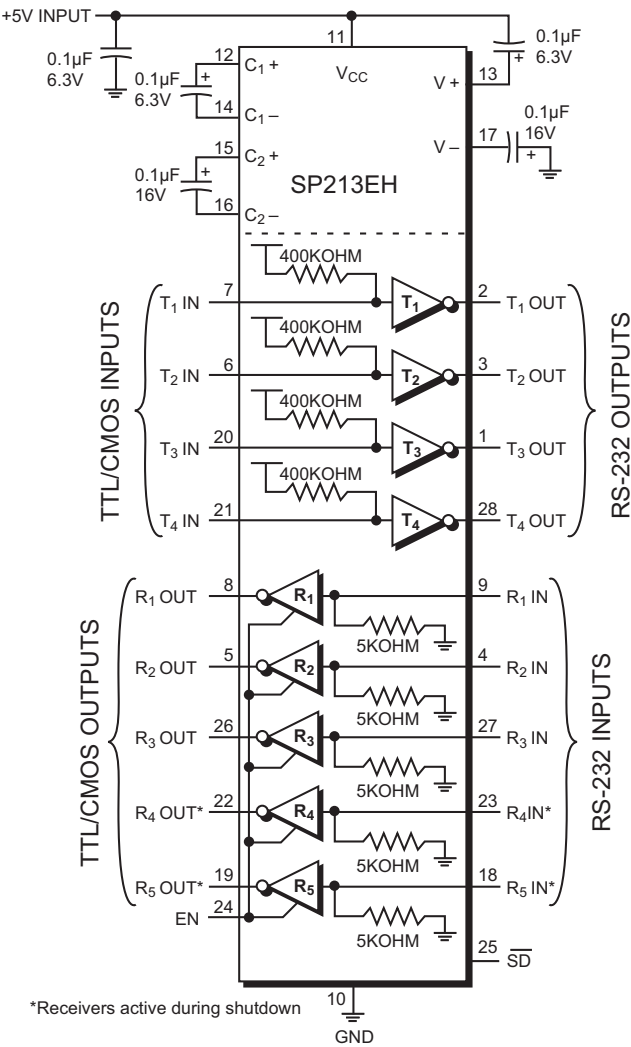 +5V INPUT
11
0.1µF
6.3V
0.1µF
6.3V
12
C1+
VCC
V+
13
0.1µF
6.3V
14
C1–
0.1µF
16V
15
C2+
V–
17
0.1µF
16V
16
C2–
SP213EH
400KOHM
T1 IN
7
T1
2
T1 OUT
400KOHM
T2 IN
6
T2
3
T2 OUT
400KOHM
T3 IN
20
T3
1
T3 OUT
400KOHM
T4 IN
21
T4
28
T4 OUT
TTL/CMOS INPUTS
RS-232 OUTPUTS
R1 OUT
8
R1
9
R1 IN
5KOHM
R2 OUT
5
R2
4
R2 IN
5KOHM
R3 OUT
26
R3
27
R3 IN
5KOHM
R4 OUT*
22
R4
23
R4IN*
5KOHM
R5 OUT*
19
R5
18
R5 IN*
5KOHM
TTL/CMOS OUTPUTS
RS-232 INPUTS
EN
24
25
SD
*Receivers active during shutdown
10
GND